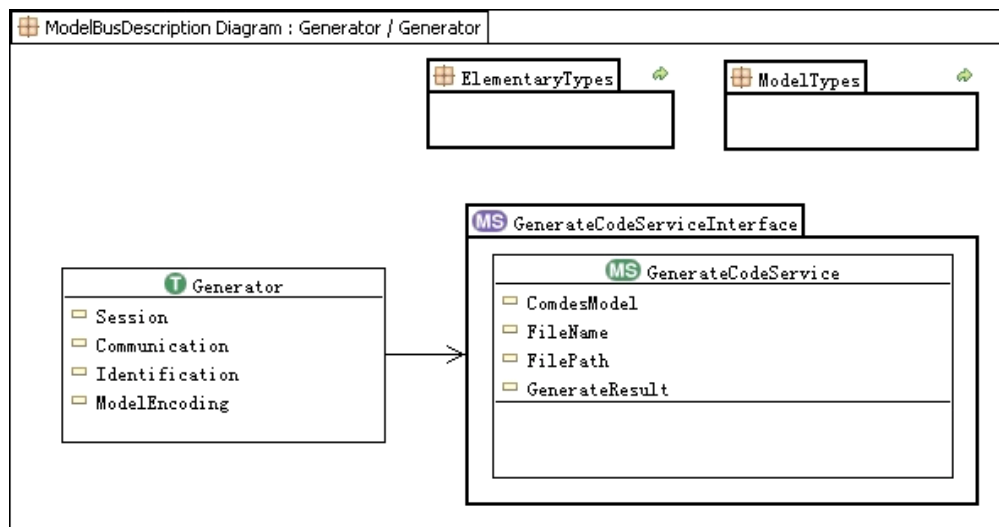 ModelBusDescription Diagram : Generator / Generator
ElementaryTypes
ModelTypes
MS GenerateCodeServiceInterface
MS GenerateCodeService
T Generator
ComdesModel
Session
FileName
Communication
FilePath
Identification
GenerateResult
ModelEncoding